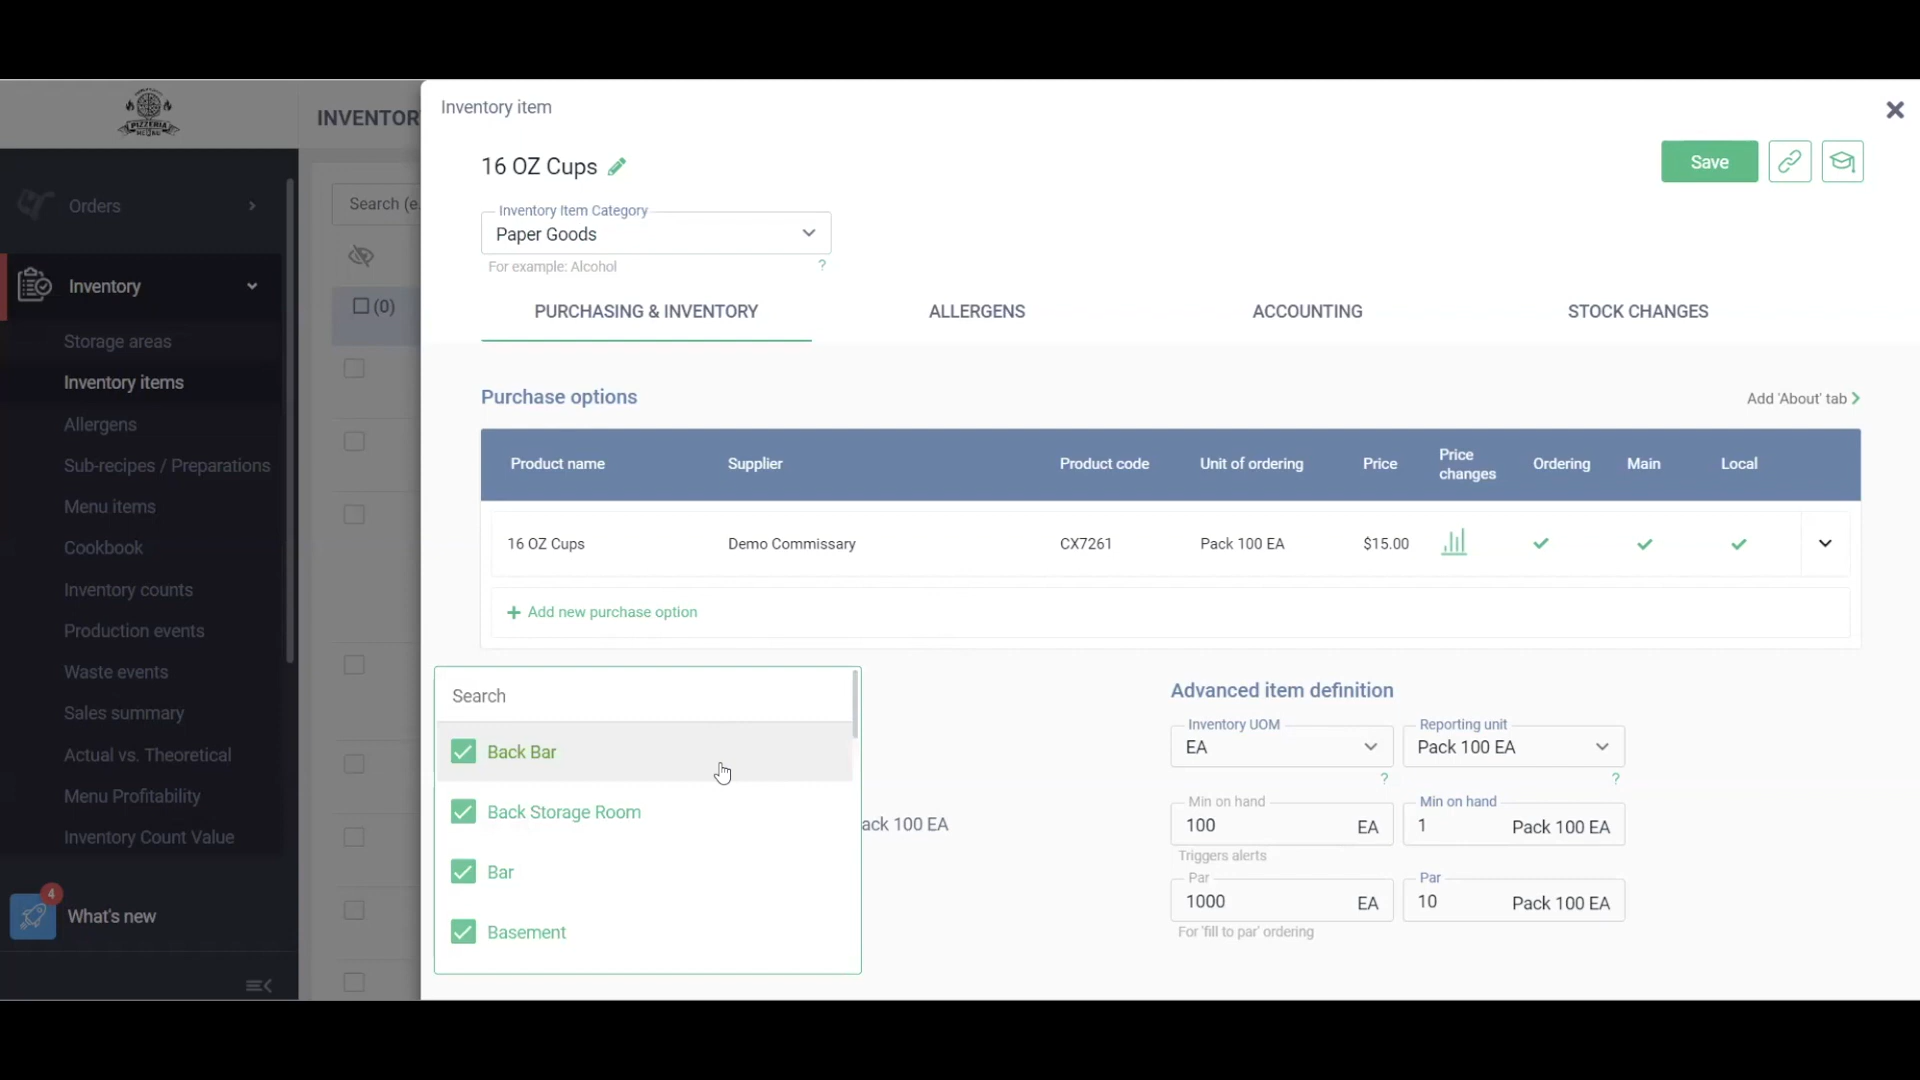 PIZZERIA
INVENTOR
Inventory item
16 OZ Cups
Save
Inventory Item Category
Paper Goods
For example: Alcohol
?
Search (e.
(0)
Orders
Inventory
Storage areas
Inventory items
Allergens
Sub-recipes / Preparations
Menu items
Cookbook
Inventory counts
Production events
Waste events
Sales summary
Actual vs. Theoretical
Menu Profitability
Inventory Count Value
4
What's new
PURCHASING & INVENTORY
ALLERGENS
ACCOUNTING
STOCK CHANGES
Purchase options
Add 'About' tab
Product name
Supplier
Product code
Unit of ordering
Price
Price
changes
Ordering
Main
Local
16 OZ Cups
Demo Commissary
CX7261
Pack 100 EA
$15.00
Add new purchase option
Search
Back Bar
Back Storage Room
Bar
Basement
ack 100 EA
Advanced item definition
Inventory UOM
EA
?
Reporting unit
Pack 100 EA
?
Min on hand
100 EA
Triggers alerts
Min on hand
1 Pack 100 EA
Par
1000 EA
For 'fill to par' ordering
Par
10 Pack 100 EA